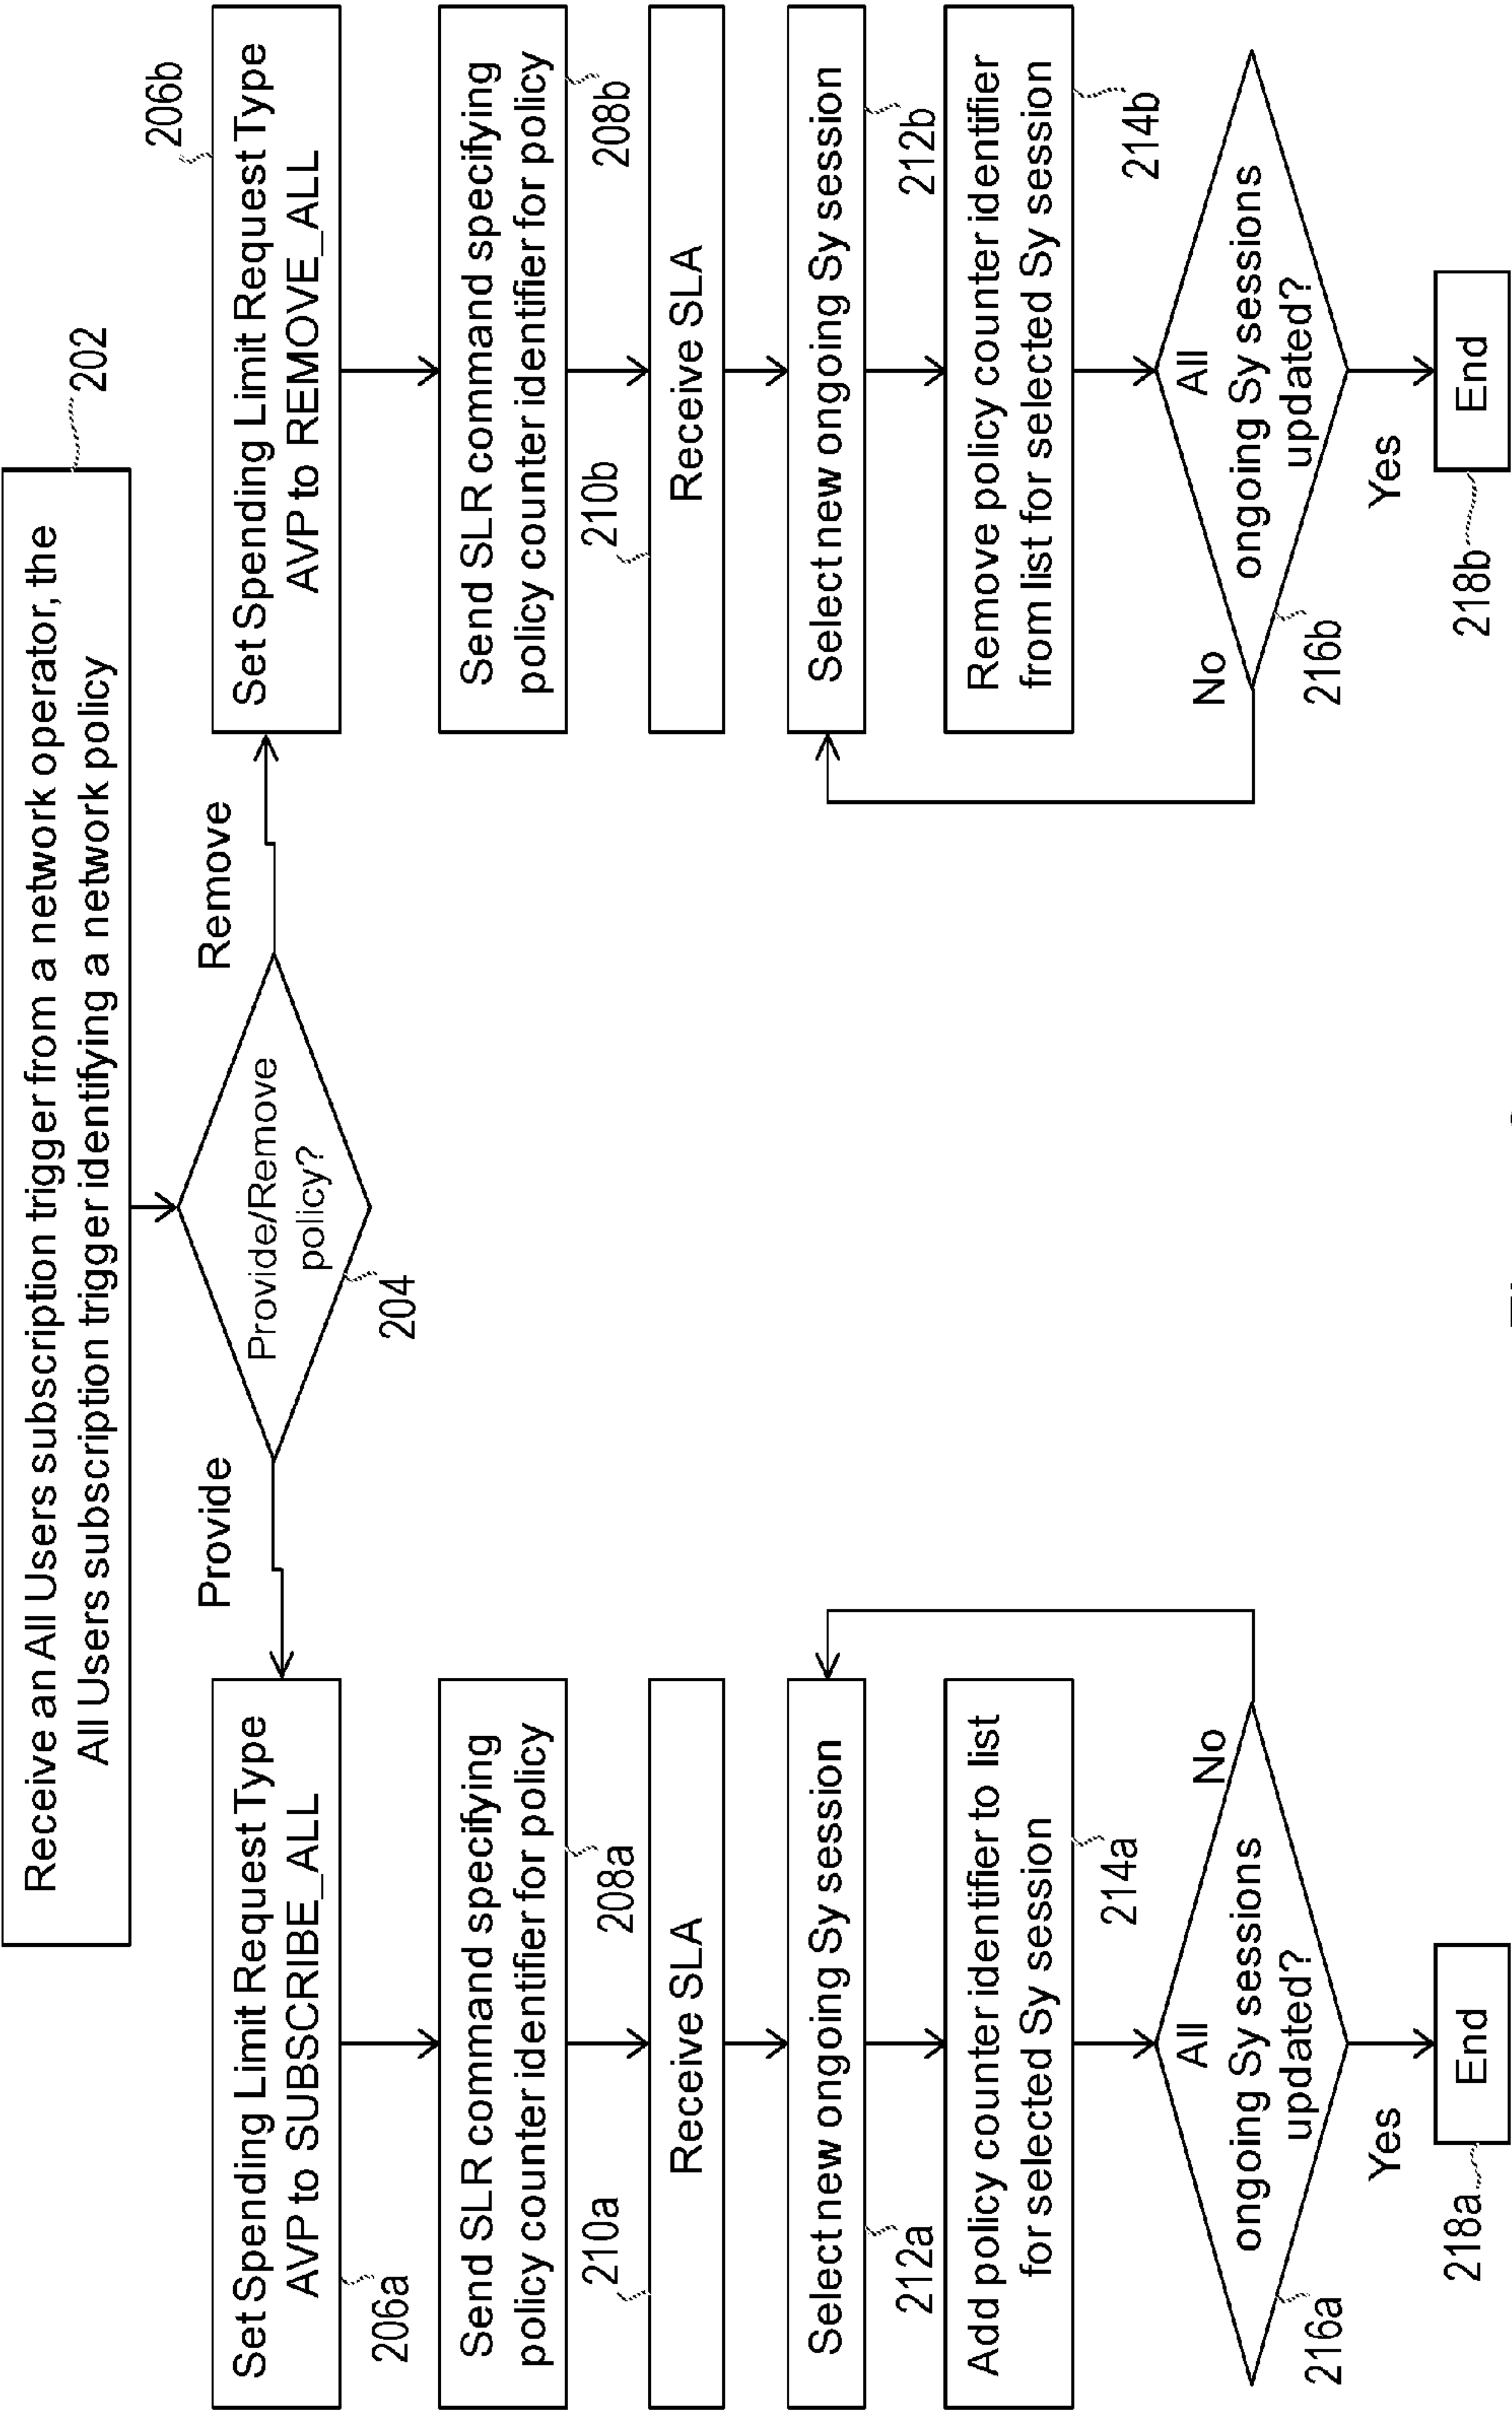 Receive an All Users subscription trigger from a network operator, the
All Users subscription trigger identifying a network policy
202
Provide/Remove
policy?
204
Provide
Remove
Set Spending Limit Request Type
AVP to SUBSCRIBE_ALL
206a
Send SLR command specifying
policy counter identifier for policy
208a
210a
Receive SLA
Select new ongoing Sy session
212a
Add policy counter identifier to list
for selected Sy session
214a
All
ongoing Sy sessions
updated?
No
216a
Yes
End
218a
Set Spending Limit Request Type
AVP to REMOVE_ALL
206b
Send SLR command specifying
policy counter identifier for policy
208b
210b
Receive SLA
Select new ongoing Sy session
212b
Remove policy counter identifier
from list for selected Sy session
214b
All
ongoing Sy sessions
updated?
No
216b
Yes
End
218b